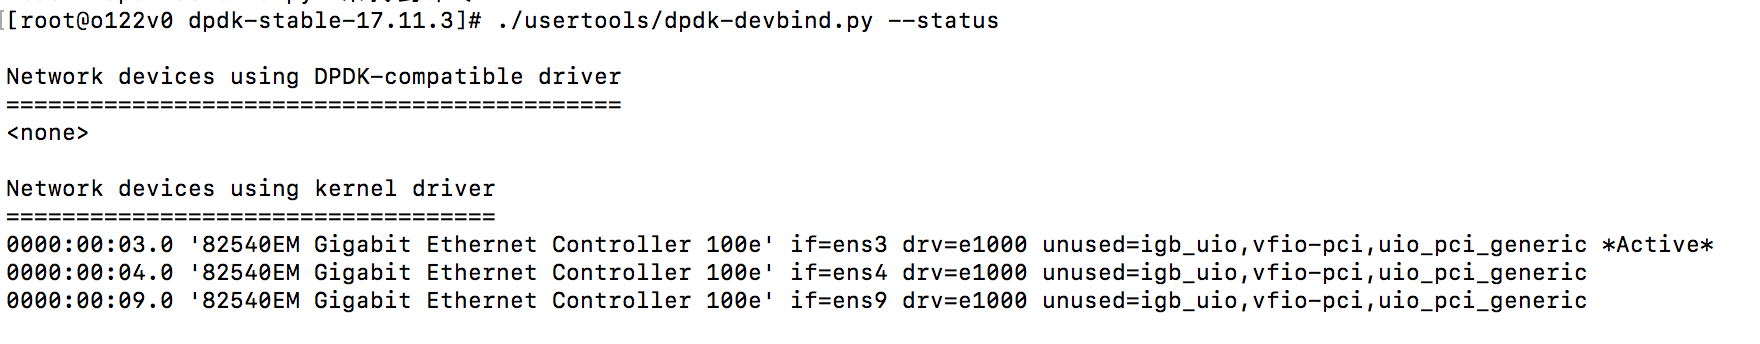 [root@o122v0 dpdk-stable-17.11.3]# ./usertools/dpdk-devbind.py --status
Network devices using DPDK-compatible driver
============================================
<none>
Network devices using kernel driver
===================================
0000:00:03.0 '82540EM Gigabit Ethernet Controller 100e' if=ens3 drv=e1000 unused=igb_uio,vfio-pci,uio_pci_generic *Active*
0000:00:04.0 '82540EM Gigabit Ethernet Controller 100e' if=ens4 drv=e1000 unused=igb_uio,vfio-pci,uio_pci_generic
0000:00:09.0 '82540EM Gigabit Ethernet Controller 100e' if=ens9 drv=e1000 unused=igb_uio,vfio-pci,uio_pci_generic